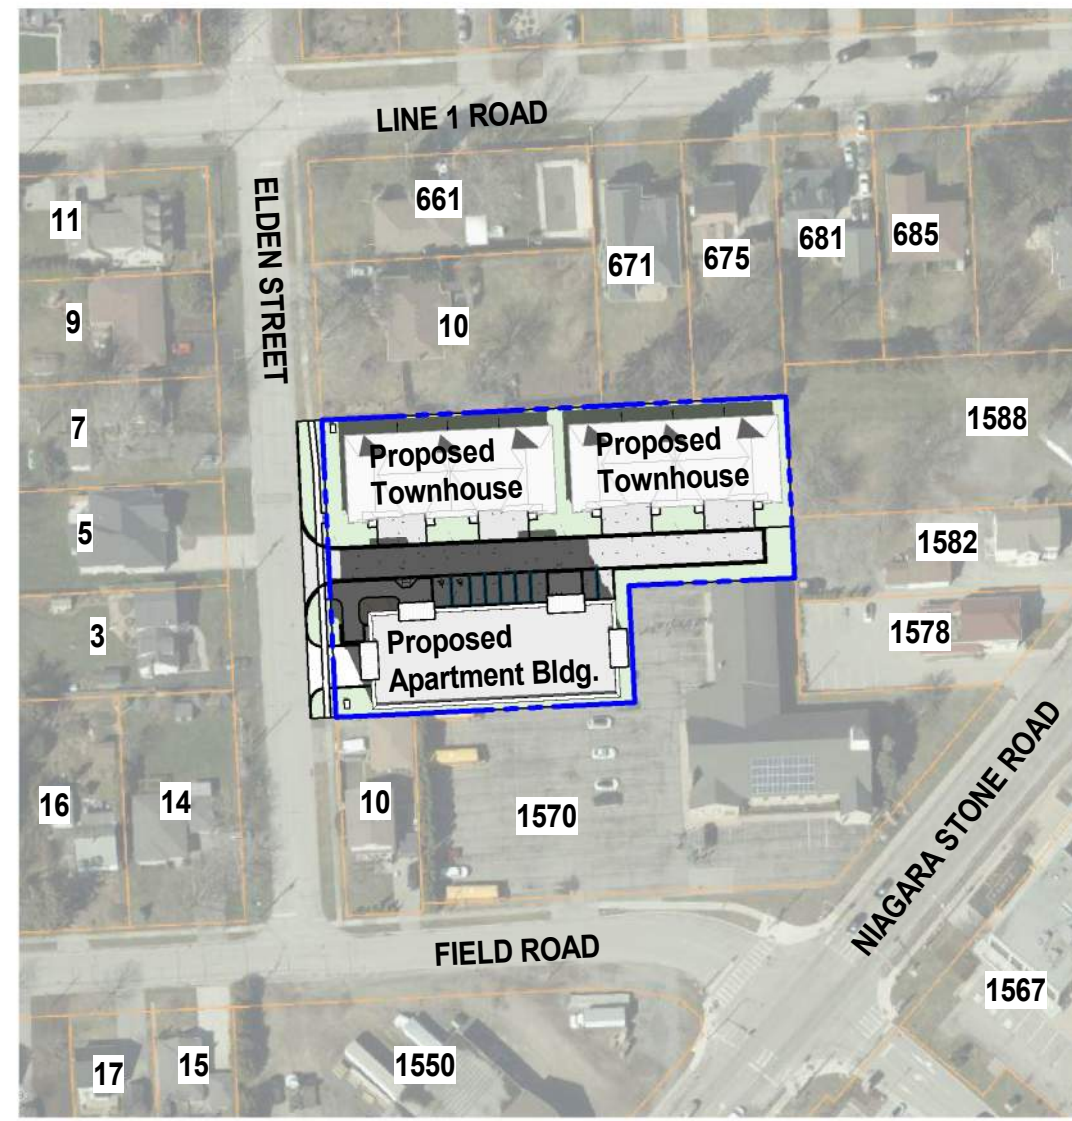 LINE 1 ROAD
ELDEN STREET
661
11
671
675
681
685
9
10
7
1588
Proposed
Townhouse
Proposed
Townhouse
5
1582
3
1578
Proposed
Apartment Bldg.
16
14
10
1570
NIAGARA STONE ROAD
FIELD ROAD
1567
17
15
1550